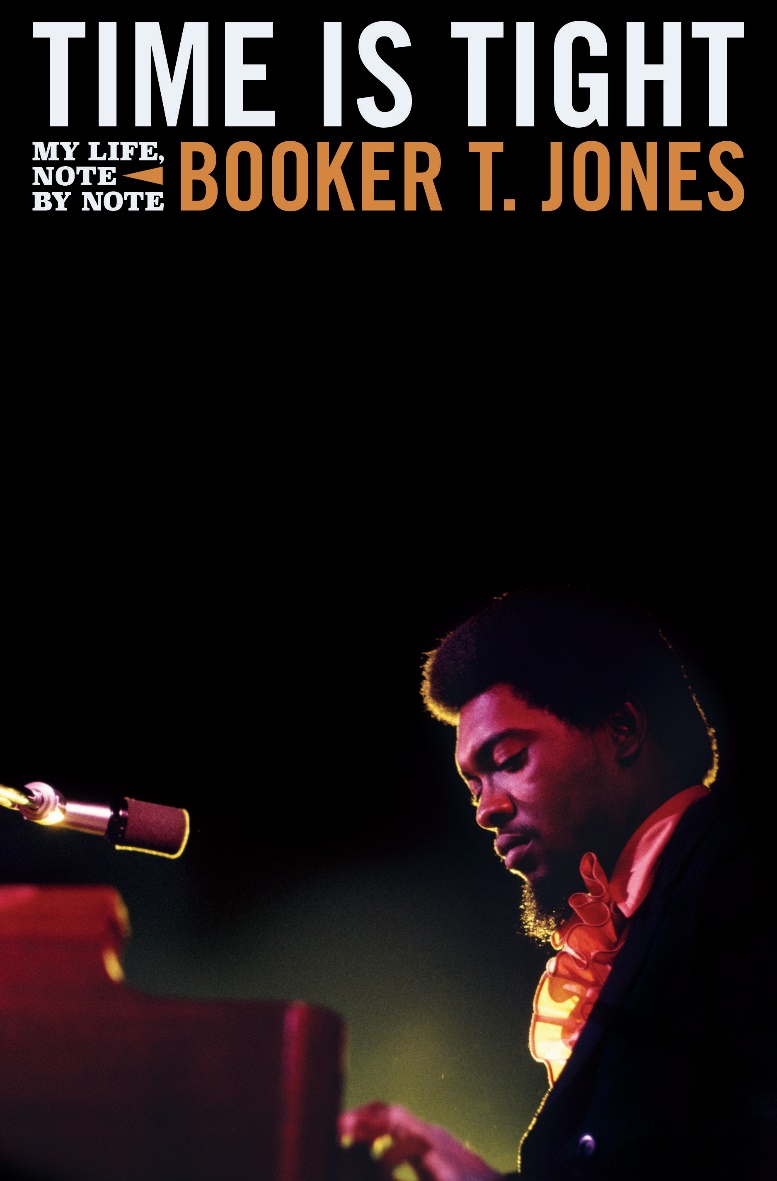 TIME IS TIGHT
MY LIFE,
NOTE
BY NOTE
BOOKER T. JONES